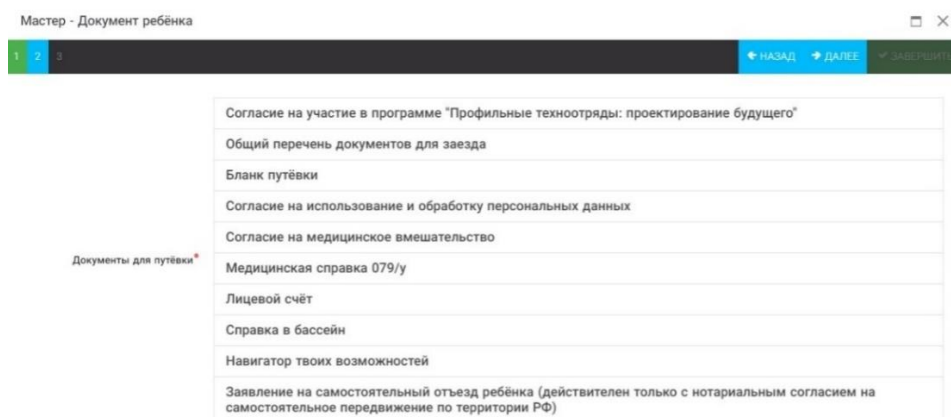 Мастер - Документ ребёнка
1 2 3 НАЗАД ДАЛЕЕ ЗАВЕРШИТЬ
Согласие на участие в программе "Профильные техноотряды: проектирование будущего"
Общий перечень документов для заезда
Бланк путёвки
Согласие на использование и обработку персональных данных
Согласие на медицинское вмешательство
Документы для путёвки*
Медицинская справка 079/у
Лицевой счёт
Справка в бассейн
Навигатор твоих возможностей
Заявление на самостоятельный отъезд ребёнка (действителен только с нотариальным согласием на
самостоятельное передвижение по территории РФ)